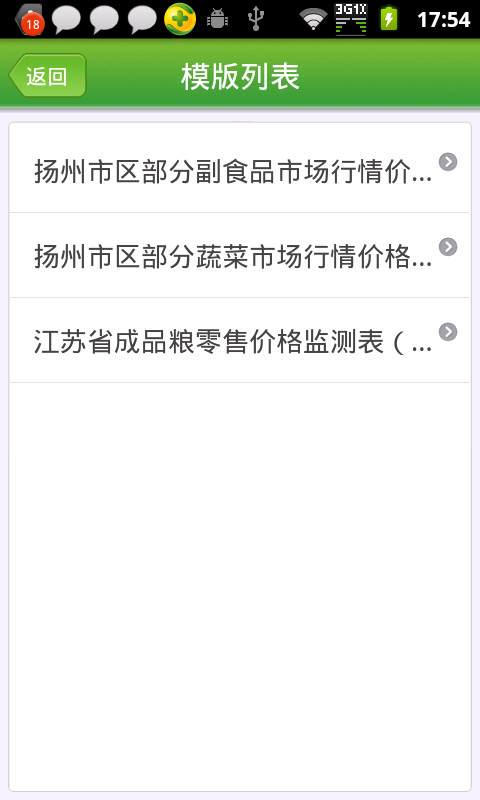 18
3G1X
17:54
返回
模版列表
扬州市区部分副食品市场行情价...
扬州市区部分蔬菜市场行情价格...
江苏省成品粮零售价格监测表（...